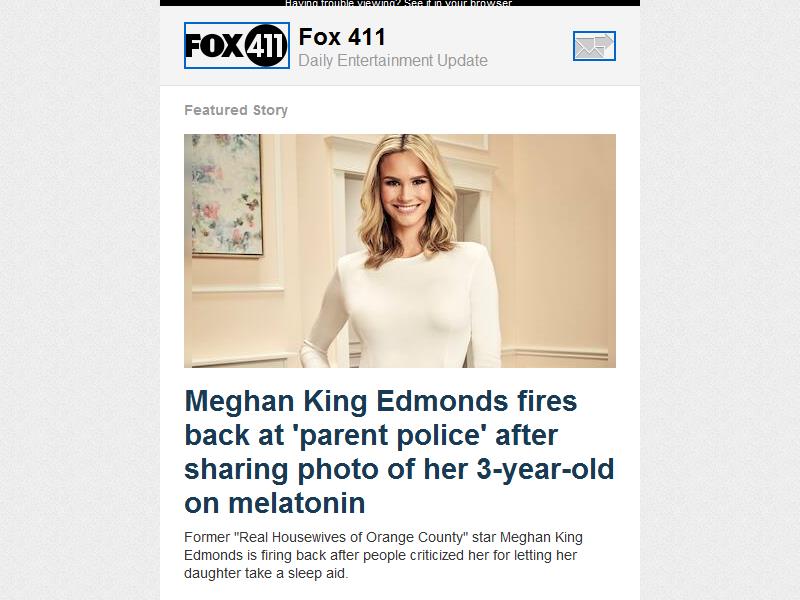 Having trouble viewing? See it in your browser
FOX 411
Fox 411
Daily Entertainment Update
Featured Story
Meghan King Edmonds fires
back at 'parent police' after
sharing photo of her 3-year-old
on melatonin
Former "Real Housewives of Orange County" star Meghan King
Edmonds is firing back after people criticized her for letting her
daughter take a sleep aid.